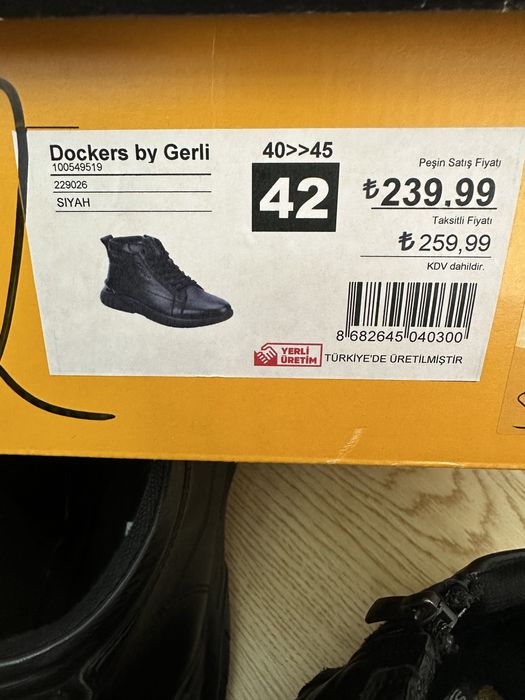 Dockers by Gerli
100549519
229026
SIYAH
40>>45
42
Peşin Satış Fiyatı
₺239,99
Taksitli Fiyatı
₺259,99
KDV dahildir.
8 682645 040300
YERLİ
ÜRETİM
TÜRKİYE'DE ÜRETİLMİŞTİR